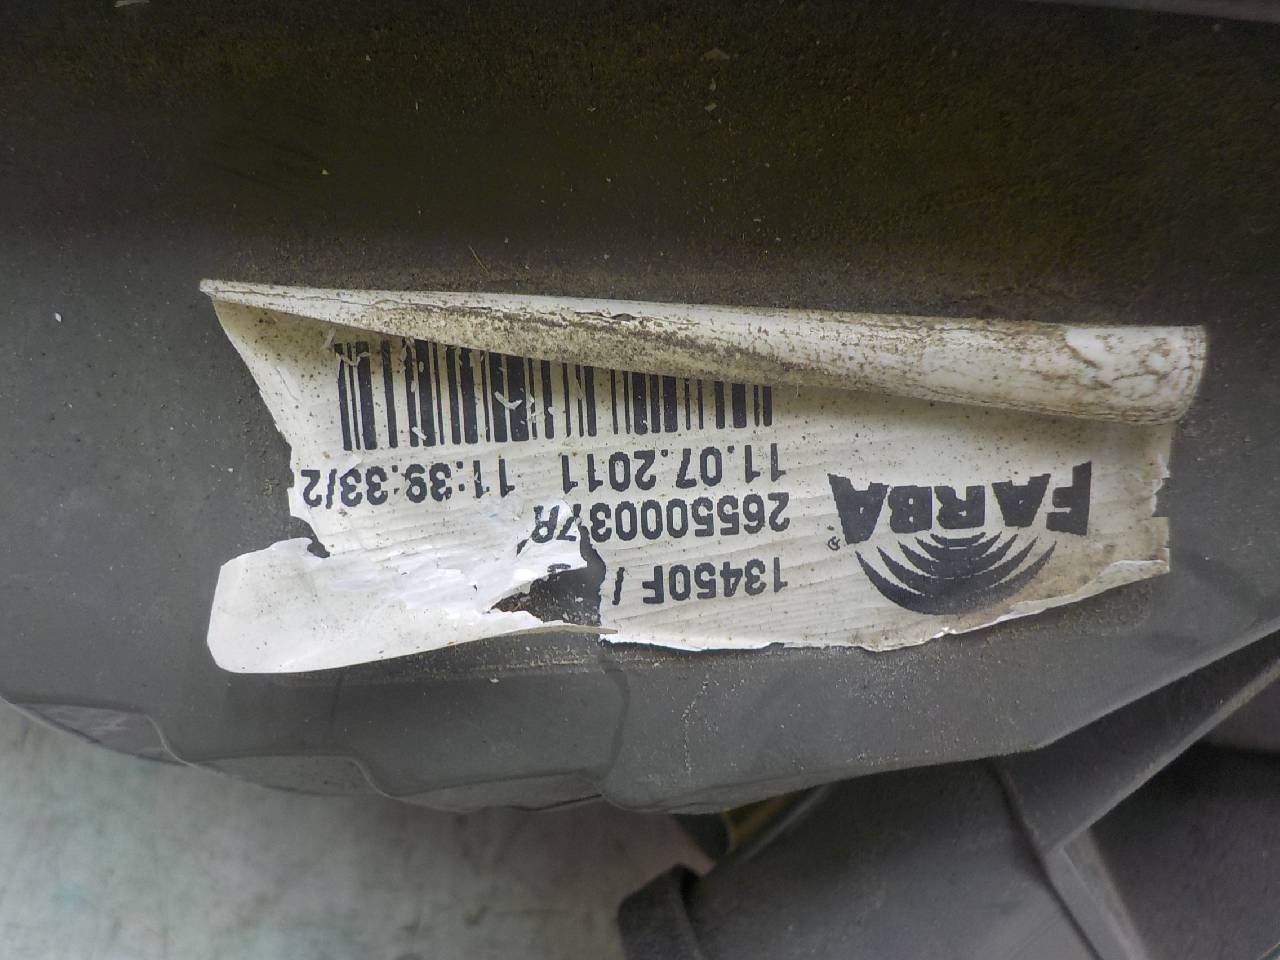 FARBA®
13450F /
265500037R
11.07.2011 11:39:33/2